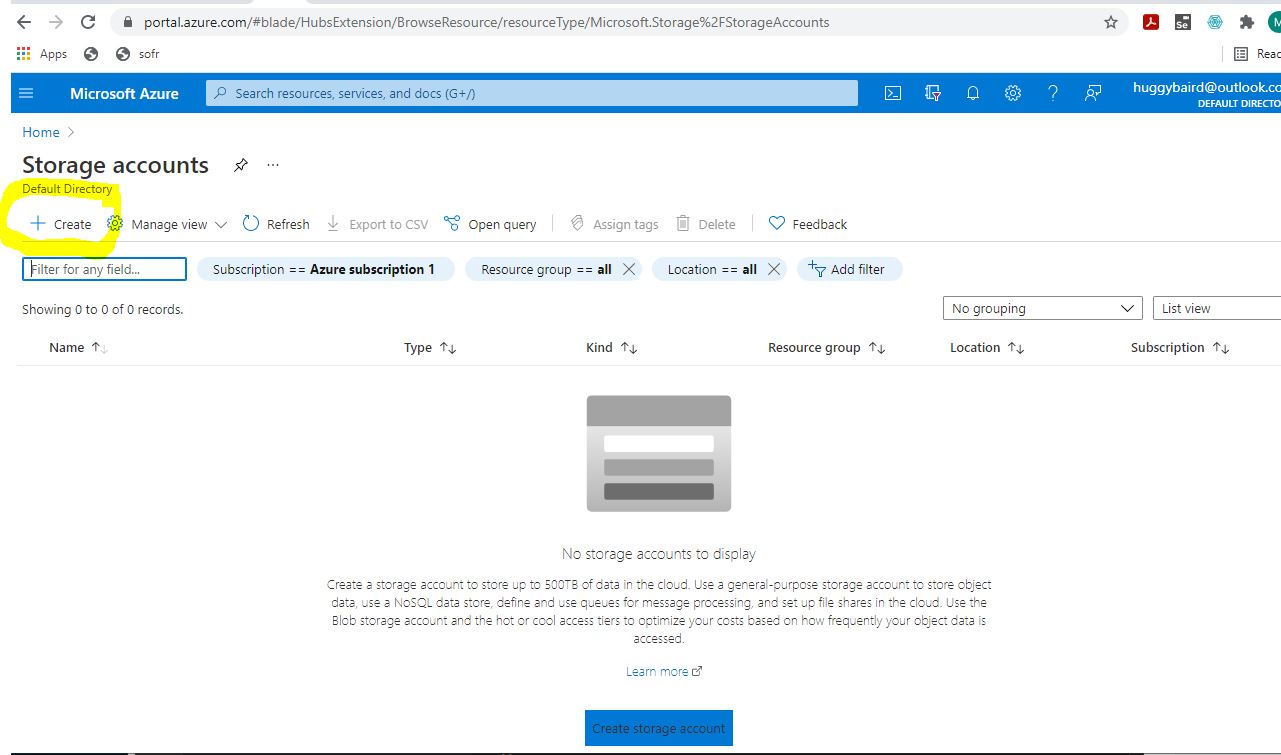 portal.azure.com/#blade/HubsExtension/BrowseResource/resourceType/Microsoft.Storage%2FStorageAccounts
Se
M
Apps sofr
Microsoft Azure Search resources, services, and docs (G+/) huggybaird@outlook.co
DEFAULT DIRECTO
Home
Storage accounts ...
Default Directory
Create Manage view Refresh Export to CSV Open query Assign tags Delete Feedback
Filter for any field... Subscription == Azure subscription 1 Resource group == all Location == all Add filter
Showing 0 to 0 of 0 records. No grouping List view
Name Type Kind Resource group Location Subscription
No storage accounts to display
Create a storage account to store up to 500TB of data in the cloud. Use a general-purpose storage account to store object
data, use a NoSQL data store, define and use queues for message processing, and set up file shares in the cloud. Use the
Blob storage account and the hot or cool access tiers to optimize your costs based on how frequently your object data is
accessed.
Learn more
Create storage account